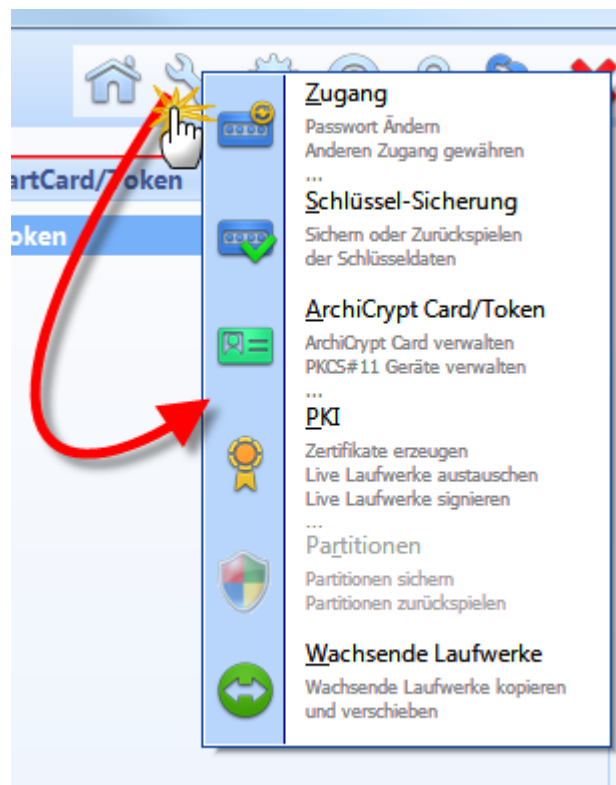 artCard/Token
oken
Zugang
Passwort Ändern
Anderen Zugang gewähren
...
Schlüssel-Sicherung
Sichern oder Zurückspielen
der Schlüsseldaten
ArchiCrypt Card/Token
ArchiCrypt Card verwalten
PKCS#11 Geräte verwalten
...
PKI
Zertifikate erzeugen
Live Laufwerke austauschen
Live Laufwerke signieren
...
Partitionen
Partitionen sichern
Partitionen zurückspielen
Wachsende Laufwerke
Wachsende Laufwerke kopieren
und verschieben